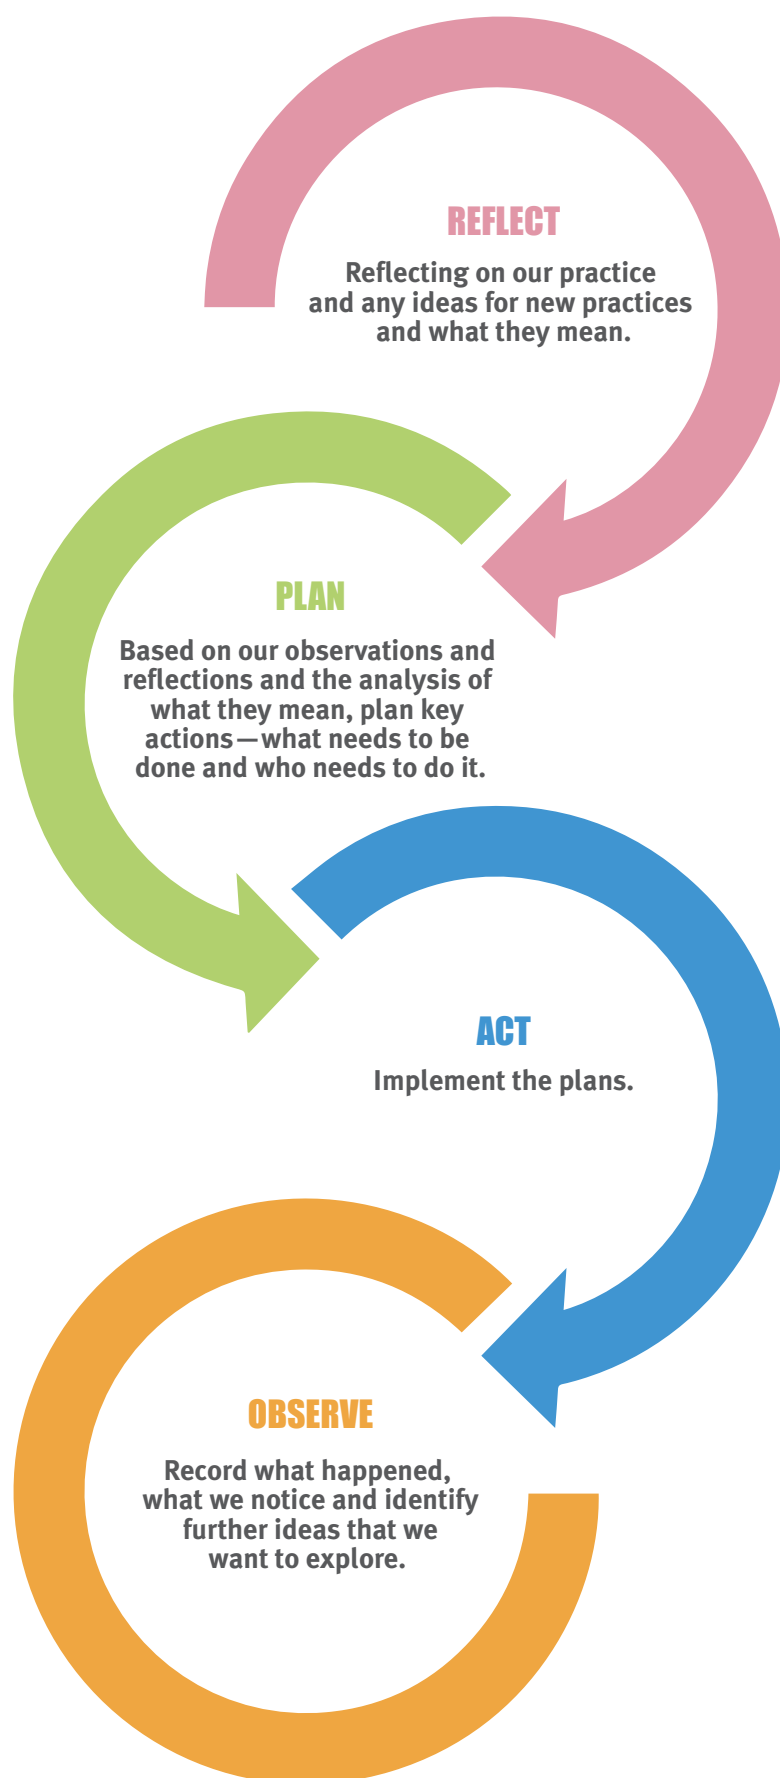 REFLECT
Reflecting on our practice
and any ideas for new practices
and what they mean.
PLAN
Based on our observations and
reflections and the analysis of
what they mean, plan key
actions—what needs to be
done and who needs to do it.
ACT
Implement the plans.
OBSERVE
Record what happened,
what we notice and identify
further ideas that we
want to explore.